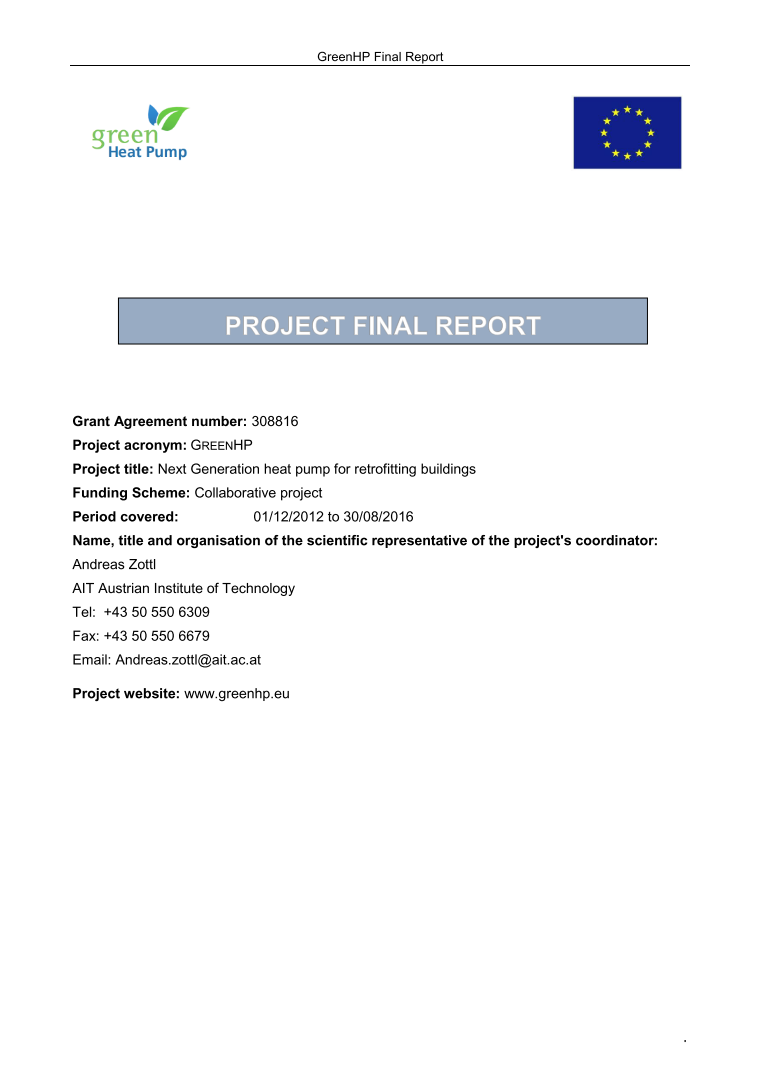 GreenHP Final Report
green
Heat Pump
PROJECT FINAL REPORT
Grant Agreement number: 308816
Project acronym: GREENHP
Project title: Next Generation heat pump for retrofitting buildings
Funding Scheme: Collaborative project
Period covered: 01/12/2012 to 30/08/2016
Name, title and organisation of the scientific representative of the project's coordinator:
Andreas Zottl
AIT Austrian Institute of Technology
Tel: +43 50 550 6309
Fax: +43 50 550 6679
Email: Andreas.zottl@ait.ac.at
Project website: www.greenhp.eu
.